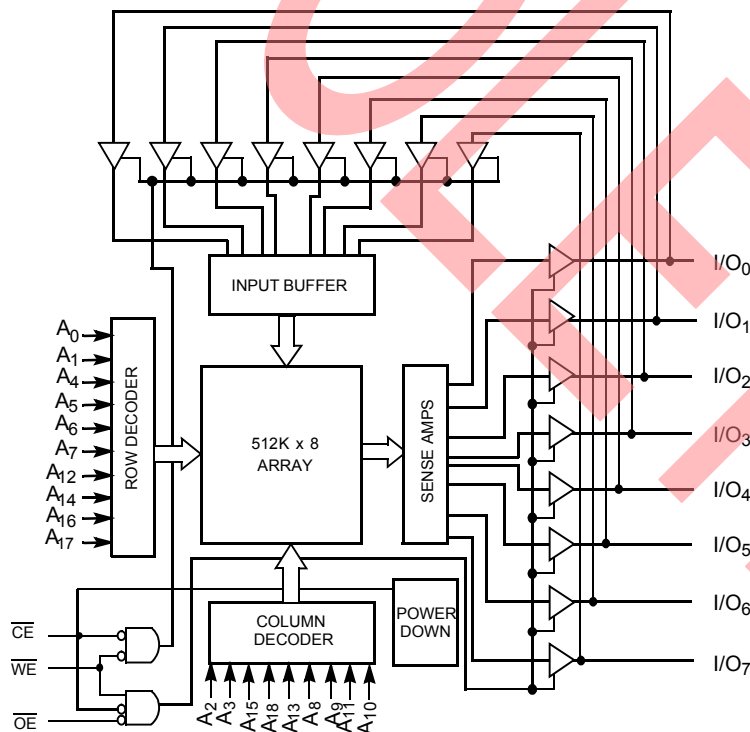 INPUT BUFFER
I/O0
I/O1
I/O2
I/O3
I/O4
I/O5
I/O6
I/O7
A0
A1
A4
A5
A6
A7
A12
A14
A16
A17
ROW DECODER
512K x 8
ARRAY
SENSE AMPS
COLUMN
DECODER
POWER
DOWN
CE
WE
OE
A2
A3
A15
A18
A13
A8
A9
A11
A10